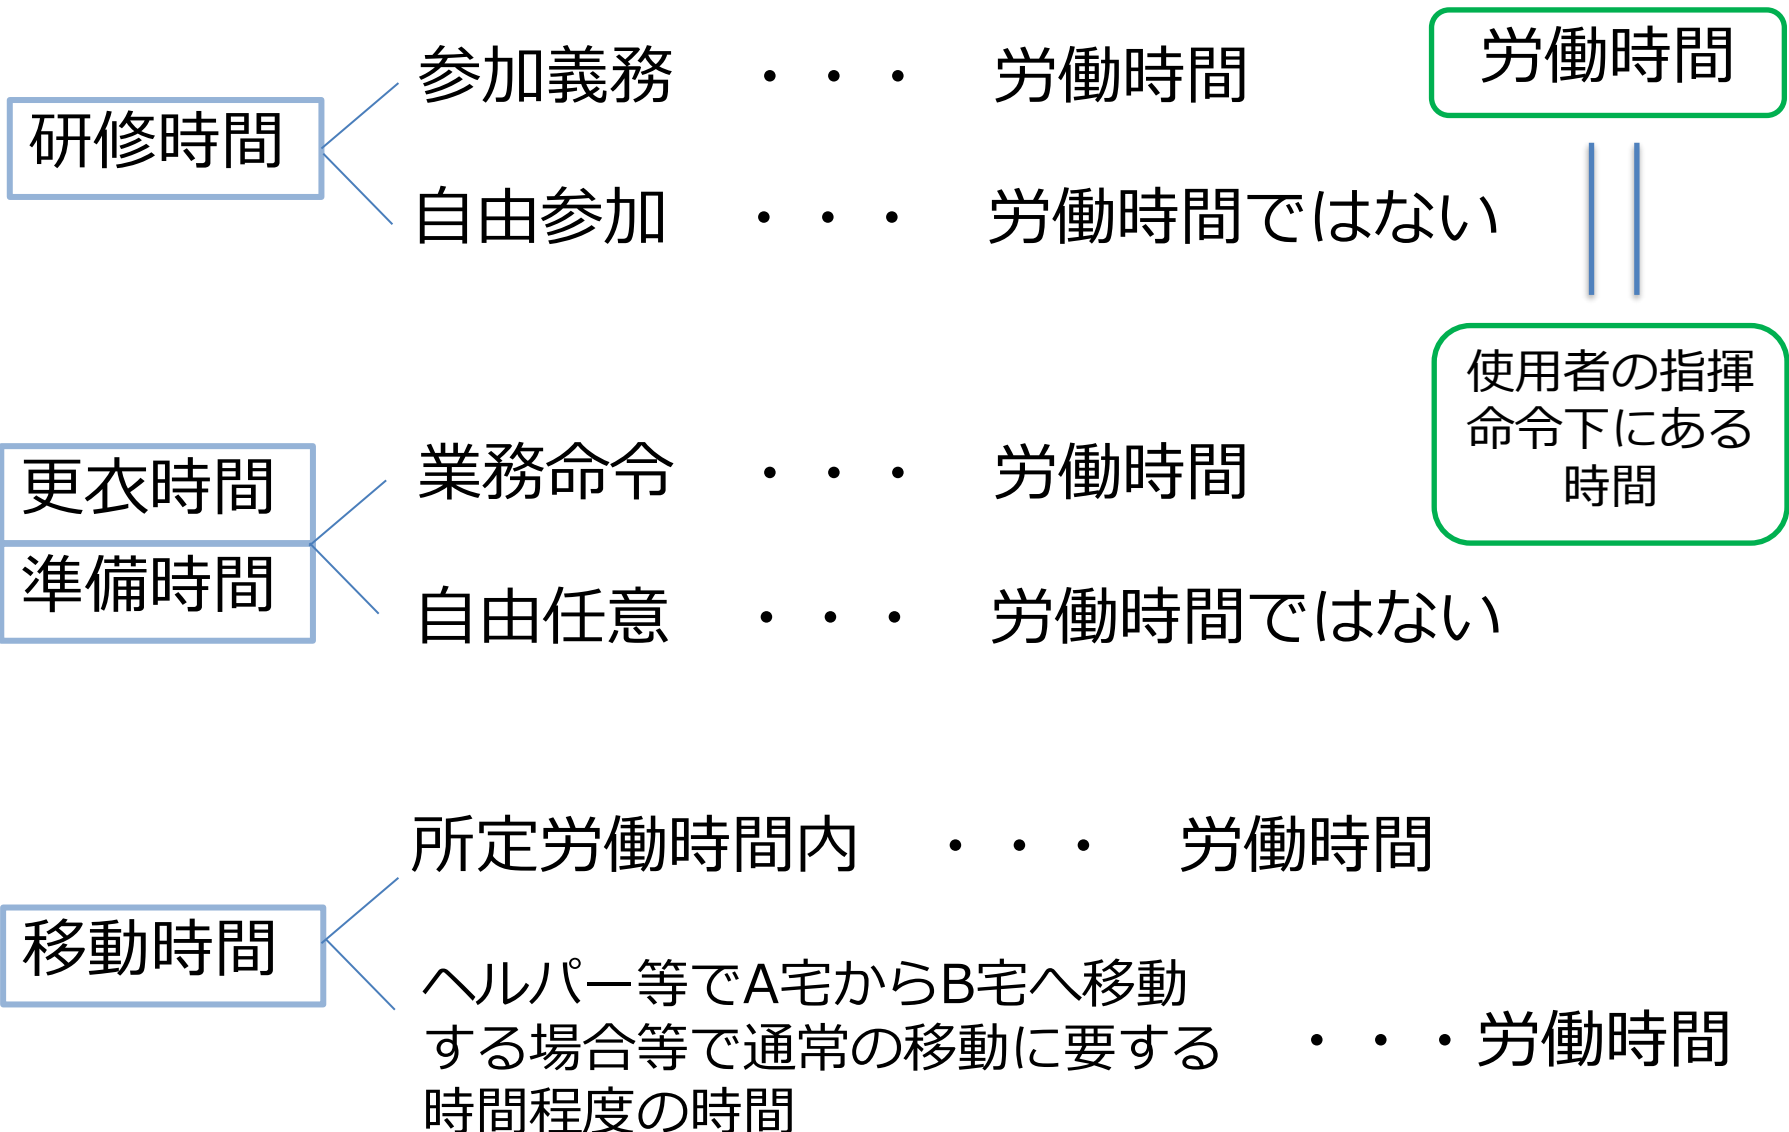 研修時間
参加義務　・・・　労働時間
自由参加　・・・　労働時間ではない
労働時間
使用者の指揮
命令下にある
時間
更衣時間
準備時間
業務命令　・・・　労働時間
自由任意　・・・　労働時間ではない
移動時間
所定労働時間内　・・・　労働時間
ヘルパー等でA宅からB宅へ移動
する場合等で通常の移動に要する
時間程度の時間
・・・労働時間